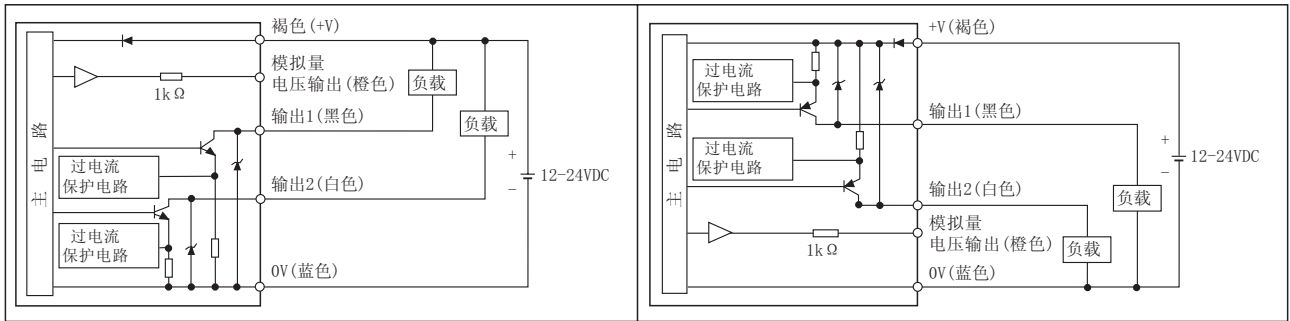 褐色(+V)
模拟量
电压输出(橙色)
1kΩ
负载
负载
输出1(黑色)
主电路
过电流
保护电路
+
12-24VDC
-
输出2(白色)
过电流
保护电路
0V(蓝色)
+V(褐色)
过电流
保护电路
输出1(黑色)
主电路
过电流
保护电路
+
12-24VDC
-
输出2(白色)
负载
模拟量
电压输出(橙色)
1kΩ
负载
0V(蓝色)